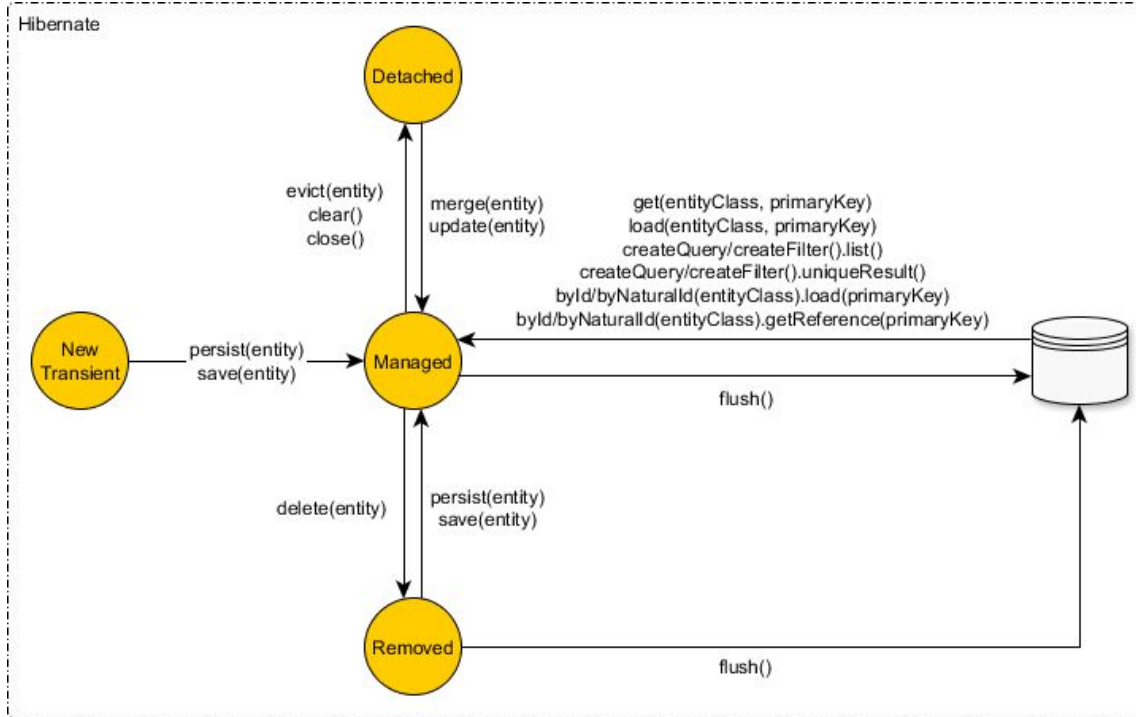 Hibernate
Detached
evict(entity)
clear()
close()
merge(entity)
update(entity)
get(entityClass, primaryKey)
load(entityClass, primaryKey)
createQuery/createFilter().list()
createQuery/createFilter().uniqueResult()
byId/byNaturalId(entityClass).load(primaryKey)
byId/byNaturalId(entityClass).getReference(primaryKey)
New
Transient
persist(entity)
save(entity)
Managed
flush()
delete(entity)
persist(entity)
save(entity)
Removed
flush()